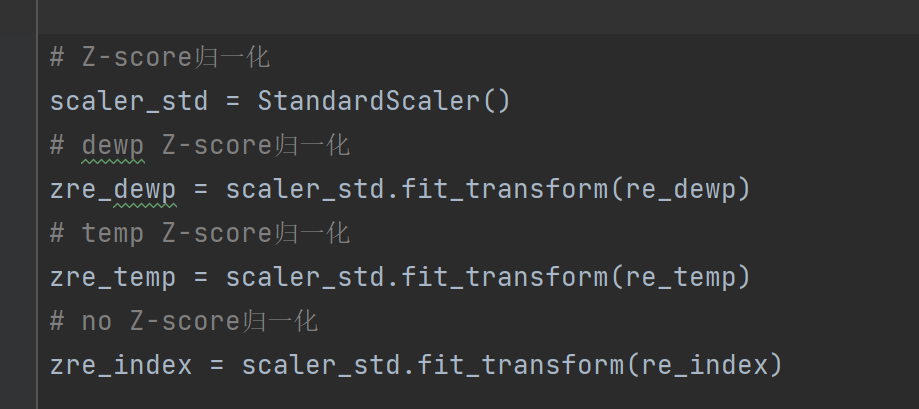 # Z-score归一化
scaler_std = StandardScaler()
# dewp Z-score归一化
zre_dewp = scaler_std.fit_transform(re_dewp)
# temp Z-score归一化
zre_temp = scaler_std.fit_transform(re_temp)
# no Z-score归一化
zre_index = scaler_std.fit_transform(re_index)